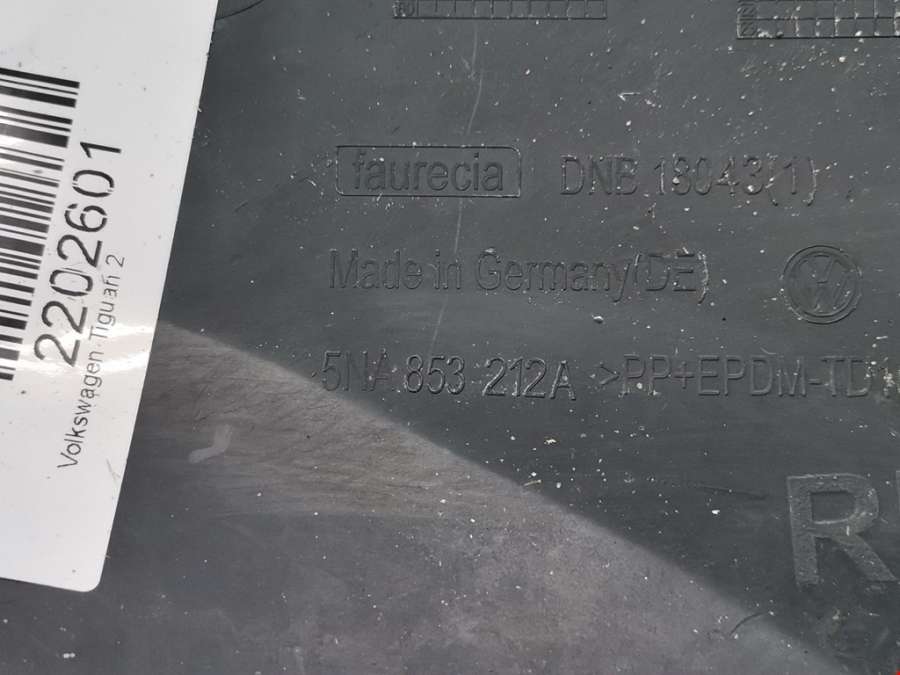 2202601
Volkswagen Tiguan 2
faurecia DNB 18043(1)
Made in Germany(DE)
5NA 853 212A >PP+EPDM-TD